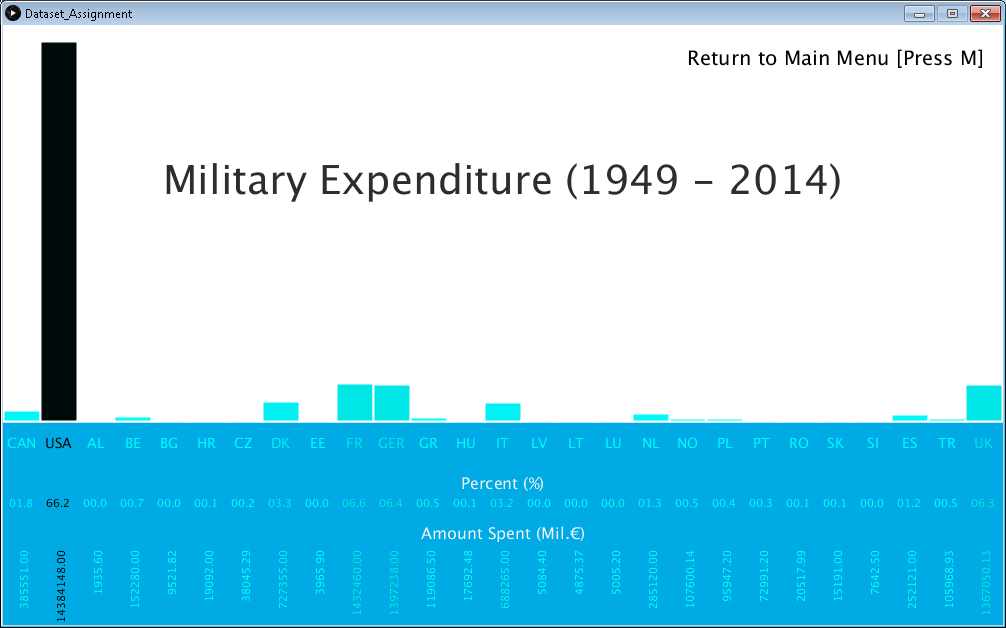 Dataset_Assignment
Return to Main Menu [Press M]
Military Expenditure (1949 - 2014)
CAN USA AL BE BG HR CZ DK EE FR GER GR HU IT LV LT LU NL NO PL PT RO SK SI ES TR UK
Percent (%)
01.8 66.2 00.0 00.7 00.0 00.1 00.2 03.3 00.0 06.6 06.4 00.5 00.1 03.2 00.0 00.0 00.0 01.3 00.5 00.4 00.3 00.1 00.1 00.0 01.2 00.5 06.3
Amount Spent (Mil.€)
385551.00 14384148.00 1935.60 152280.00 9521.82 19092.00 38045.29 727355.00 3965.90 1432460.00 1397238.00 119086.50 17692.48 688265.00 5084.40 4875.37 5005.20 285120.00 107600.14 95947.20 72991.20 20517.99 15191.00 7642.50 252121.00 105968.93 1367050.13